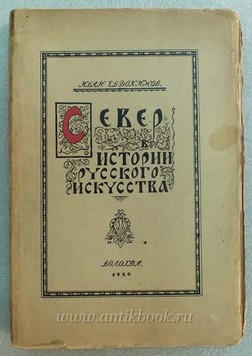 ИВАН ЕВДОКИМОВ.
СЕВЕР
В
ИСТОРИИ
РУССКОГО
ИСКУССТВА
ВОЛОГДА.
1920
www.antikbook.ru